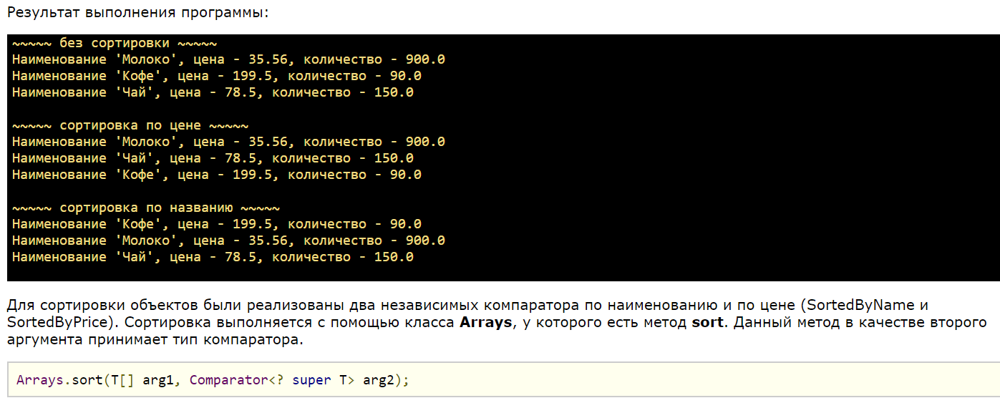 Результат выполнения программы:
~~~~~ без сортировки ~~~~~
Наименование 'Молоко', цена - 35.56, количество - 900.0
Наименование 'Кофе', цена - 199.5, количество - 90.0
Наименование 'Чай', цена - 78.5, количество - 150.0
~~~~~ сортировка по цене ~~~~~
Наименование 'Молоко', цена - 35.56, количество - 900.0
Наименование 'Чай', цена - 78.5, количество - 150.0
Наименование 'Кофе', цена - 199.5, количество - 90.0
~~~~~ сортировка по названию ~~~~~
Наименование 'Кофе', цена - 199.5, количество - 90.0
Наименование 'Молоко', цена - 35.56, количество - 900.0
Наименование 'Чай', цена - 78.5, количество - 150.0
Для сортировки объектов были реализованы два независимых компаратора по наименованию и по цене (SortedByName и
SortedByPrice). Сортировка выполняется с помощью класса Arrays, у которого есть метод sort. Данный метод в качестве второго
аргумента принимает тип компаратора.
Arrays.sort(T[] arg1, Comparator<? super T> arg2);